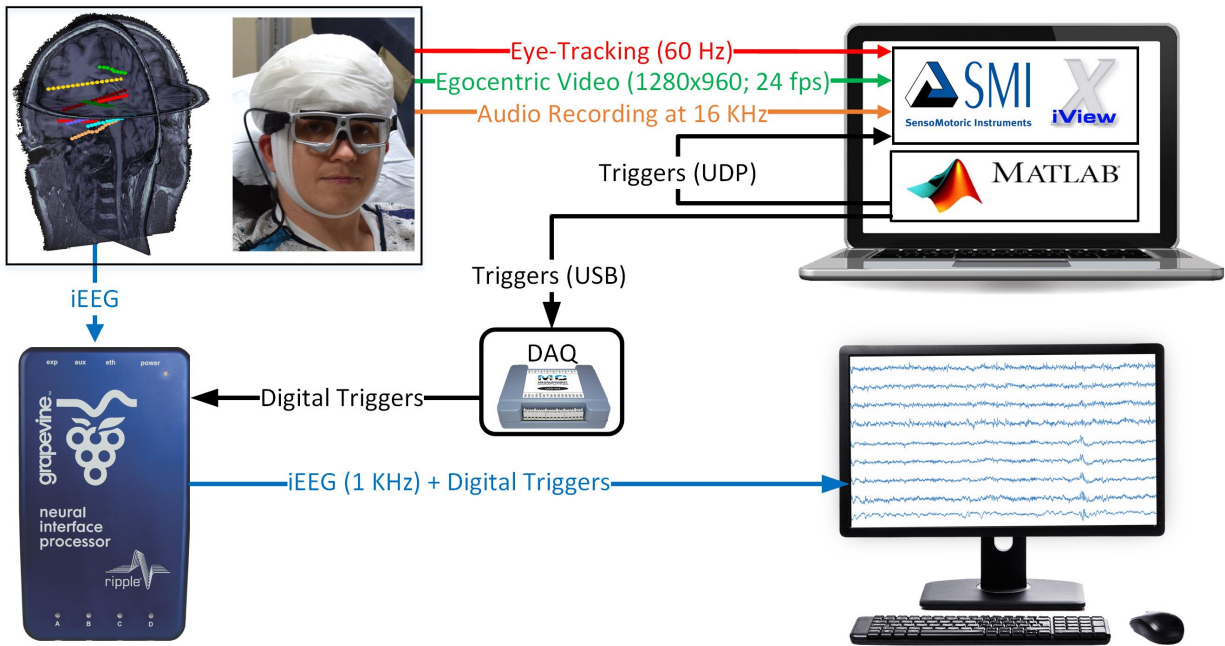 Eye-Tracking (60 Hz)
Egocentric Video (1280x960; 24 fps)
Audio Recording at 16 KHz
SMI
SensoMotoric Instruments
X
iView
Triggers (UDP)
MATLAB®
Triggers (USB)
iEEG
DAQ
MC
exp aux eth power
grapevine™
neural
interface
processor
ripple
A B C D
Digital Triggers
iEEG (1 KHz) + Digital Triggers